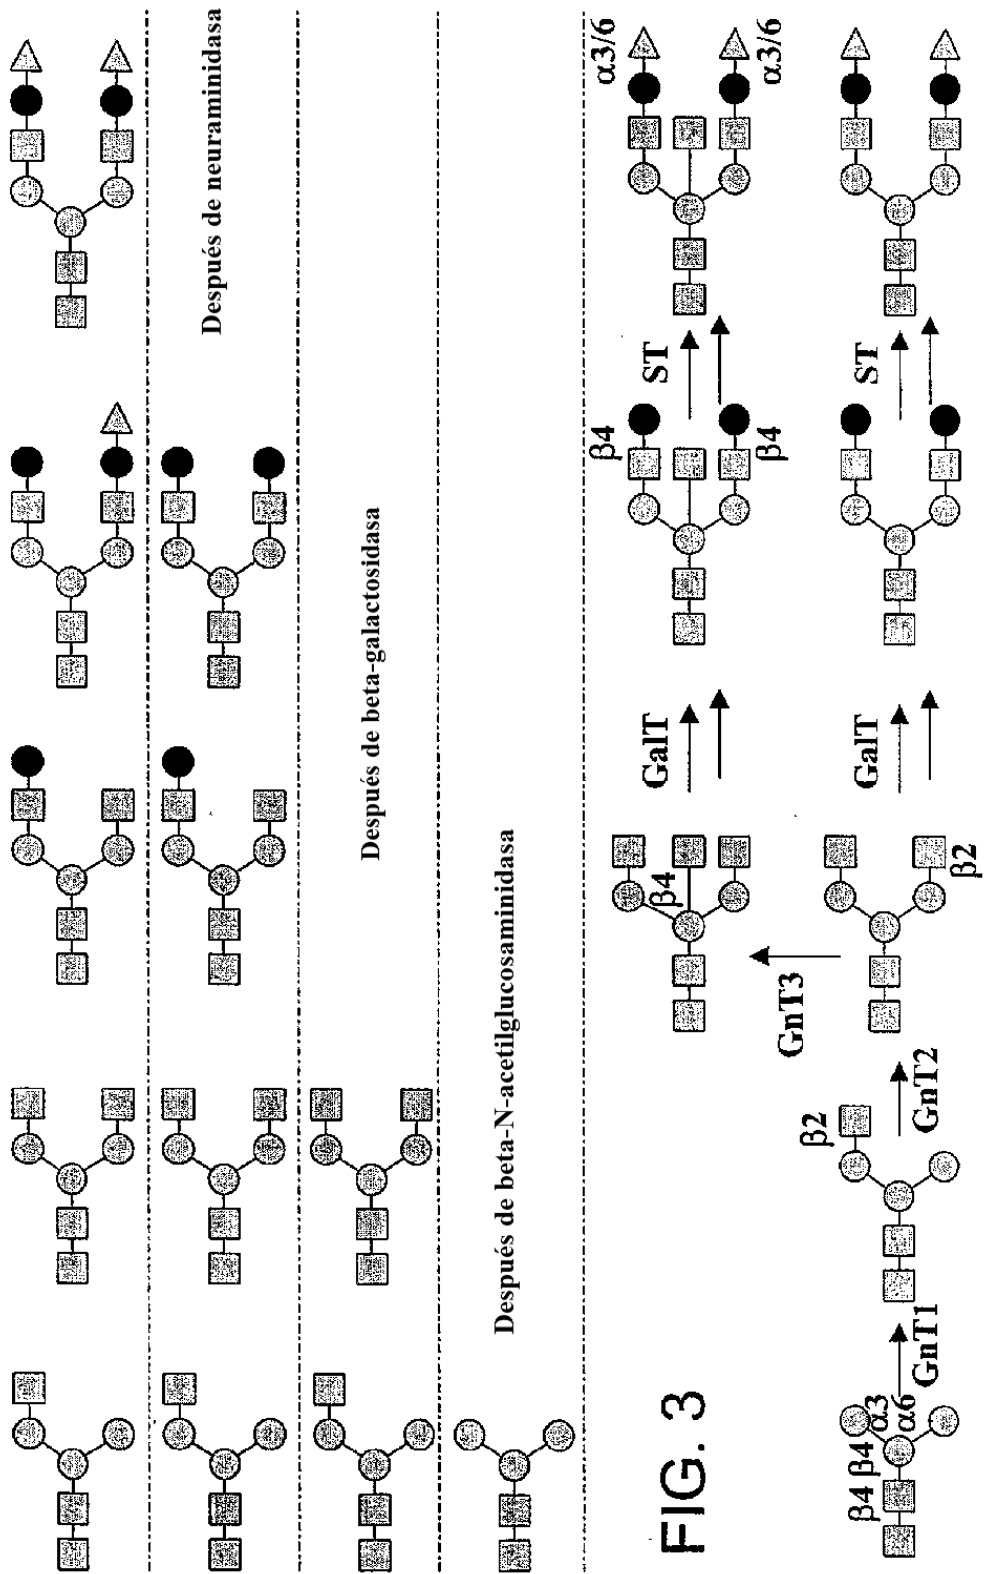 Después de neuraminidasa
Después de beta-galactosidasa
Después de beta-N-acetilglucosaminidasa
FIG. 3
β4 β4
α3
α6
GnT1
β2
GnT2
β2
GnT3
β4
GalT
GalT
β4
β4
ST
ST
α3/6
α3/6